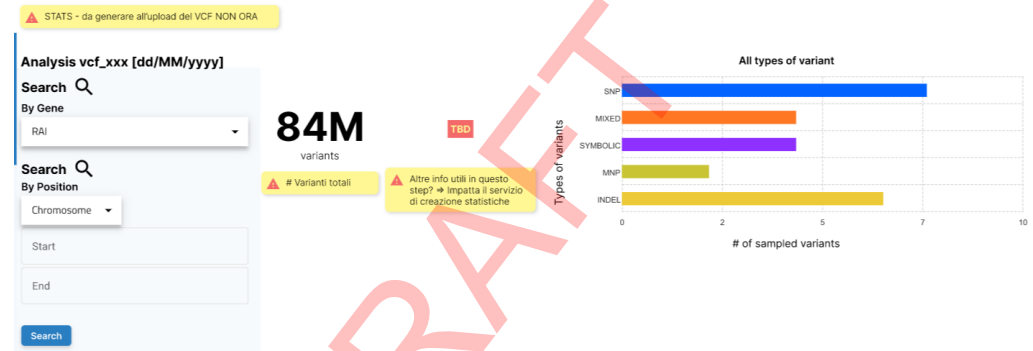 STATS - da generare all'upload del VCF NON ORA
Analysis vcf_xxx [dd/MM/yyyy]
Search
By Gene
RAI
Search
By Position
Chromosome
Start
End
Search
84M
variants
# Varianti totali
TBD
Altre info utili in questo
step? ⇒ Impatta il servizio
di creazione statistiche
All types of variant
Types of variants
SNP
MIXED
SYMBOLIC
MNP
INDEL
0 2 5 7 10
# of sampled variants
DRAFT